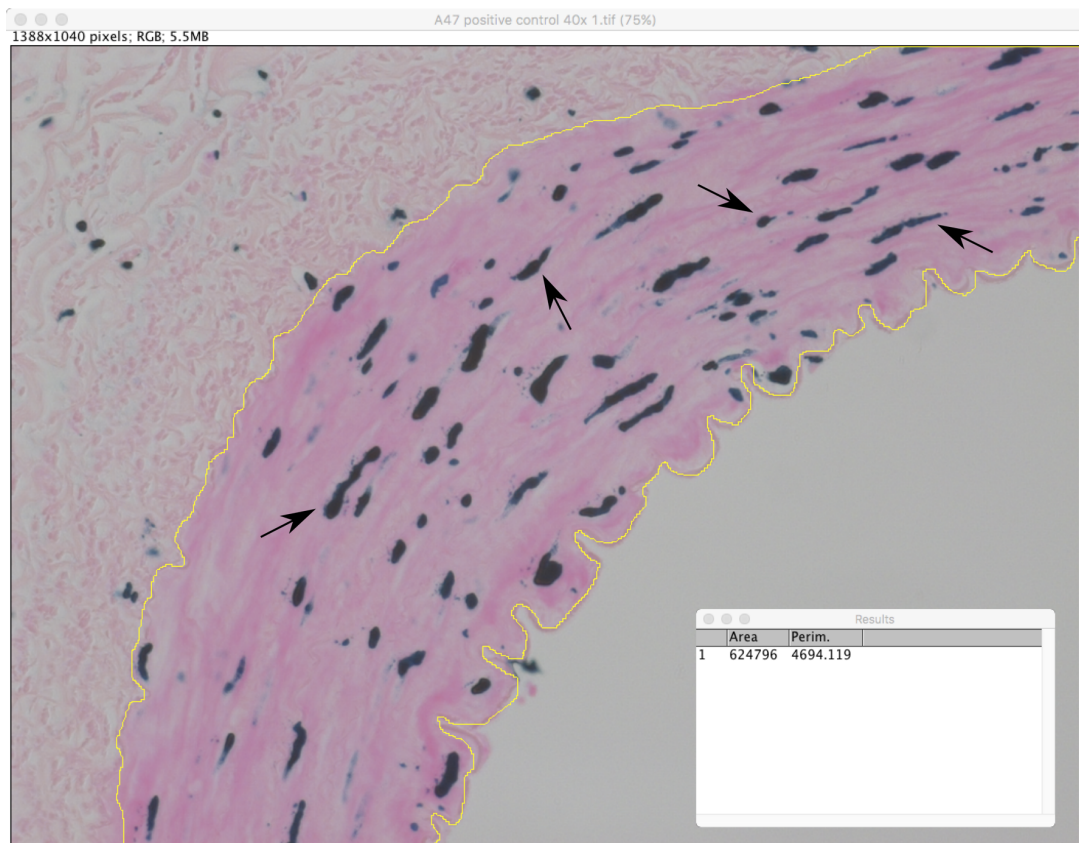 A47 positive control 40x 1.tif (75%)
1388x1040 pixels; RGB; 5.5MB
Results
Area Perim.
1 624796 4694.119